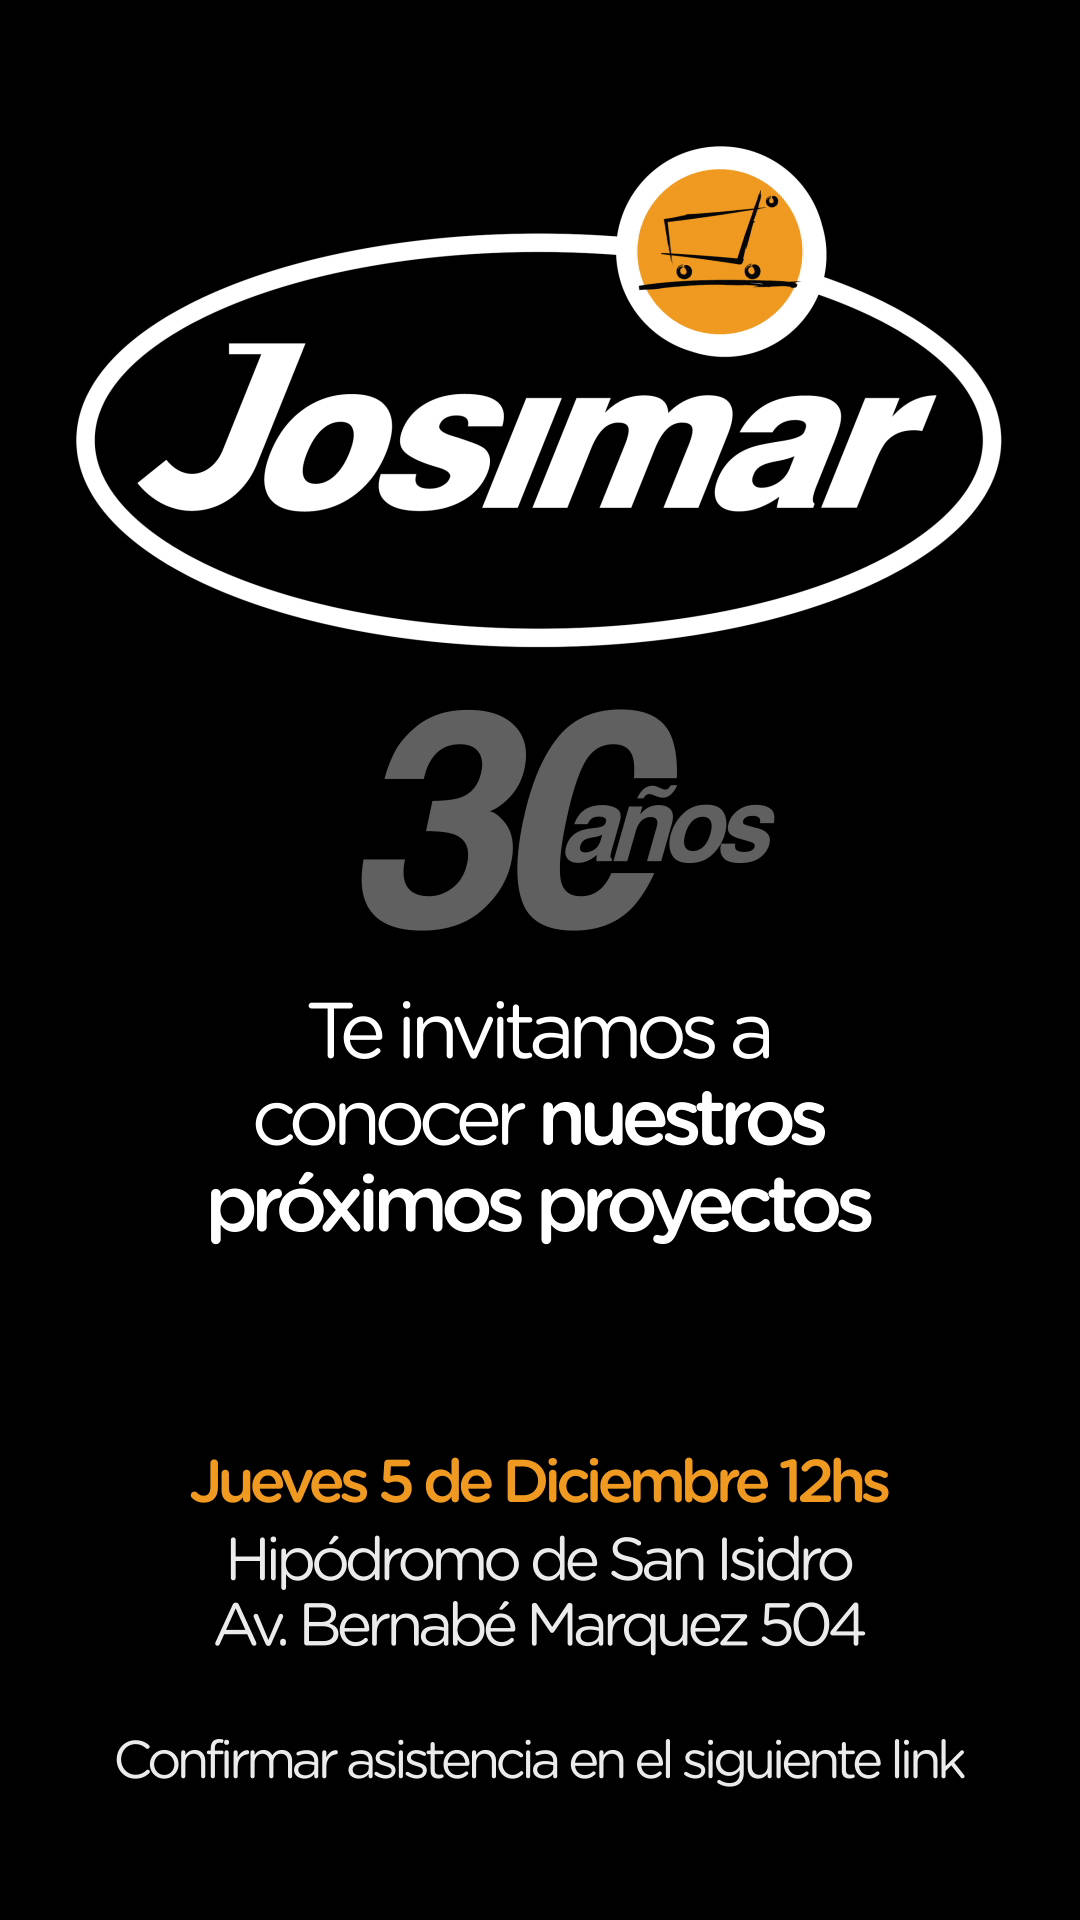 Josimar
30 años
Te invitamos a
conocer nuestros
próximos proyectos
Jueves 5 de Diciembre 12hs
Hipódromo de San Isidro
Av. Bernabé Marquez 504
Confirmar asistencia en el siguiente link